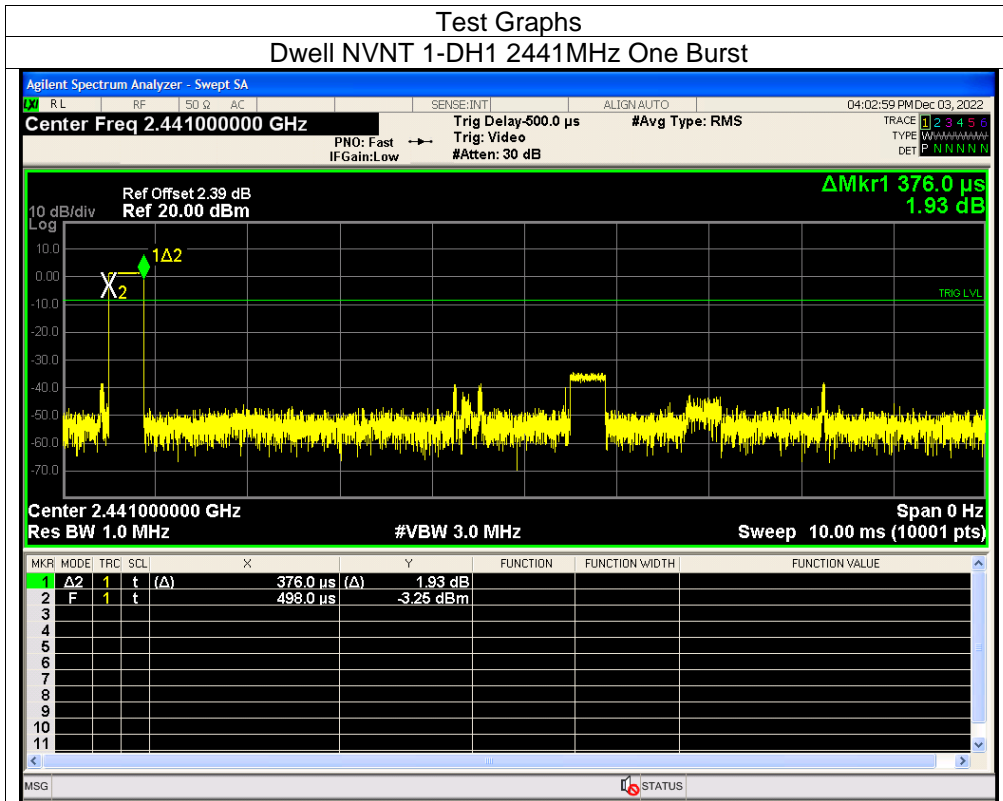 Test Graphs
Dwell NVNT 1-DH1 2441MHz One Burst
Agilent Spectrum Analyzer - Swept SA
LXI RL RF 50 Ω AC SENSE:INT ALIGN AUTO 04:02:59 PM Dec 03, 2022
Center Freq 2.441000000 GHz
PNO: Fast
IFGain:Low
Trig Delay-500.0 µs
Trig: Video
#Atten: 30 dB
#Avg Type: RMS
TRACE 1 2 3 4 5 6
TYPE WWWWWW
DET P N N N N N
ΔMkr1 376.0 µs
1.93 dB
Ref Offset 2.39 dB
10 dB/div Ref 20.00 dBm
Log
10.0
0.00
-10.0
-20.0
-30.0
-40.0
-50.0
-60.0
-70.0
1Δ2
X2
TRIG LVL
Center 2.441000000 GHz Span 0 Hz
Res BW 1.0 MHz #VBW 3.0 MHz Sweep 10.00 ms (10001 pts)
MKR MODE TRC SCL X Y FUNCTION FUNCTION WIDTH FUNCTION VALUE
1 Δ2 1 t (Δ) 376.0 µs (Δ) 1.93 dB
2 F 1 t 498.0 µs -3.25 dBm
3
4
5
6
7
8
9
10
11
MSG STATUS